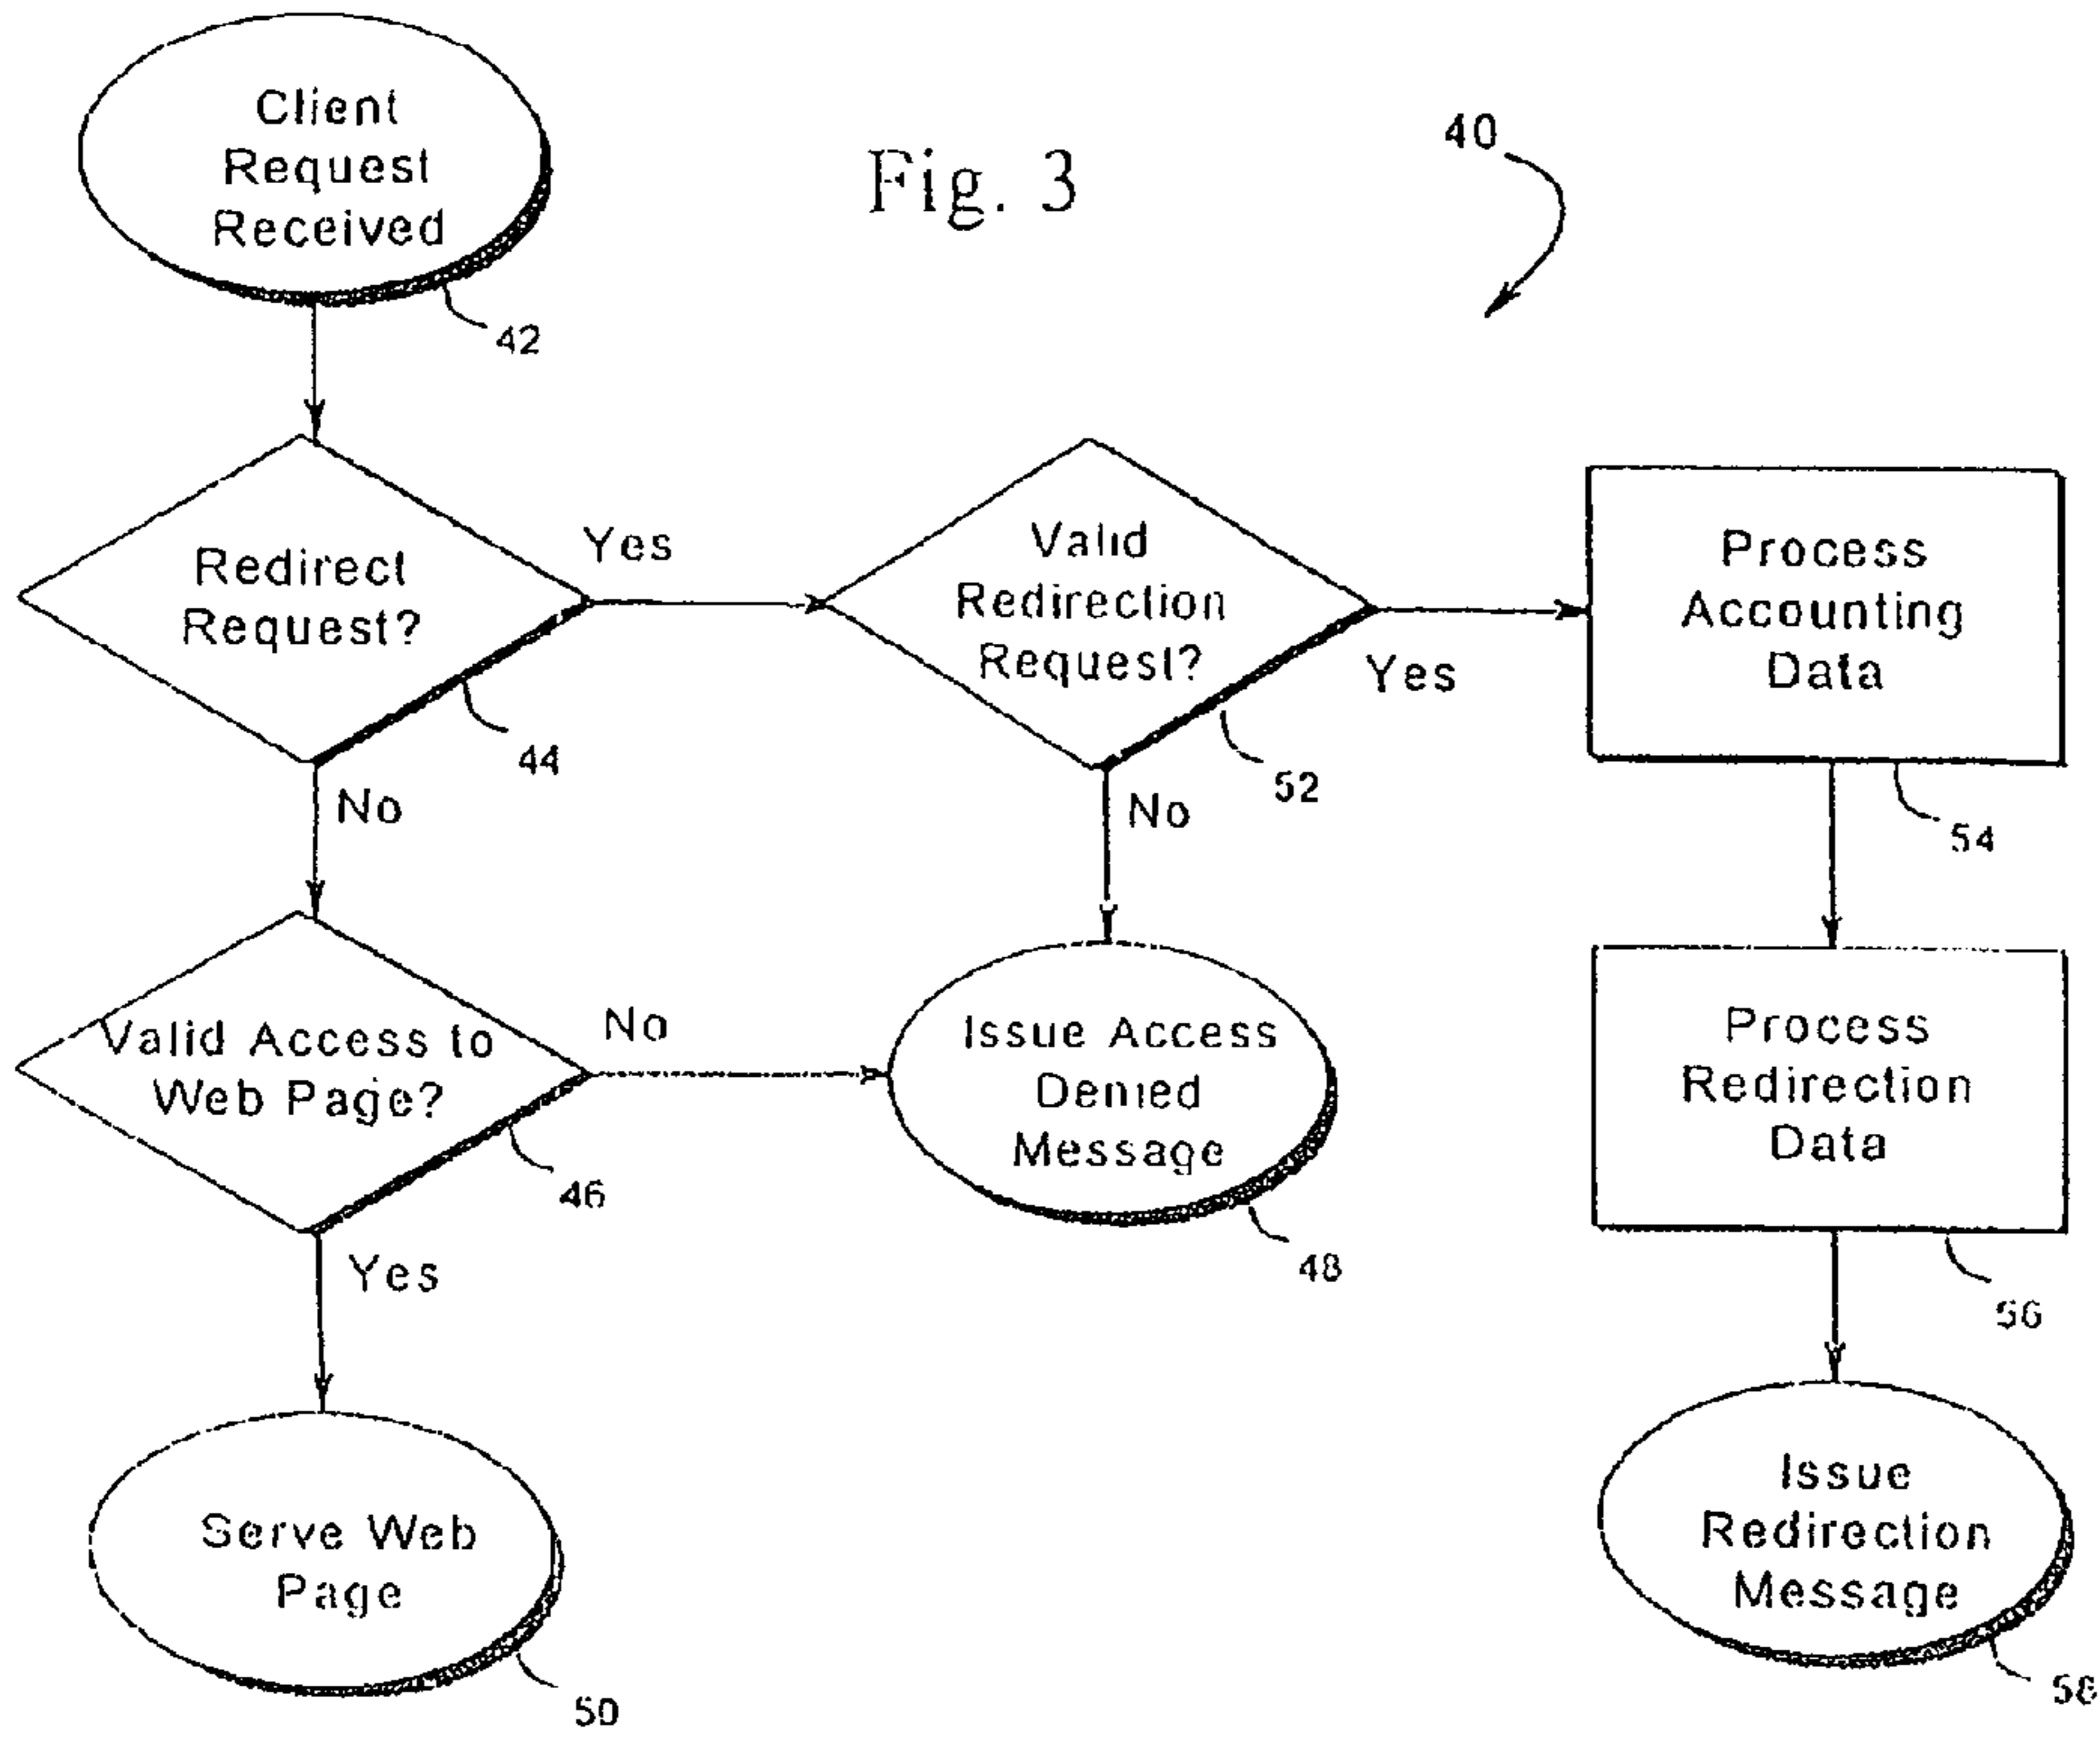 Client
Request
Received
42
Fig. 3
40
Redirect
Request?
44
Yes
No
Valid
Redirection
Request?
52
Yes
No
Process
Accounting
Data
54
Valid Access to
Web Page?
46
No
Yes
Issue Access
Denied
Message
48
Process
Redirection
Data
56
Serve Web
Page
50
Issue
Redirection
Message
58